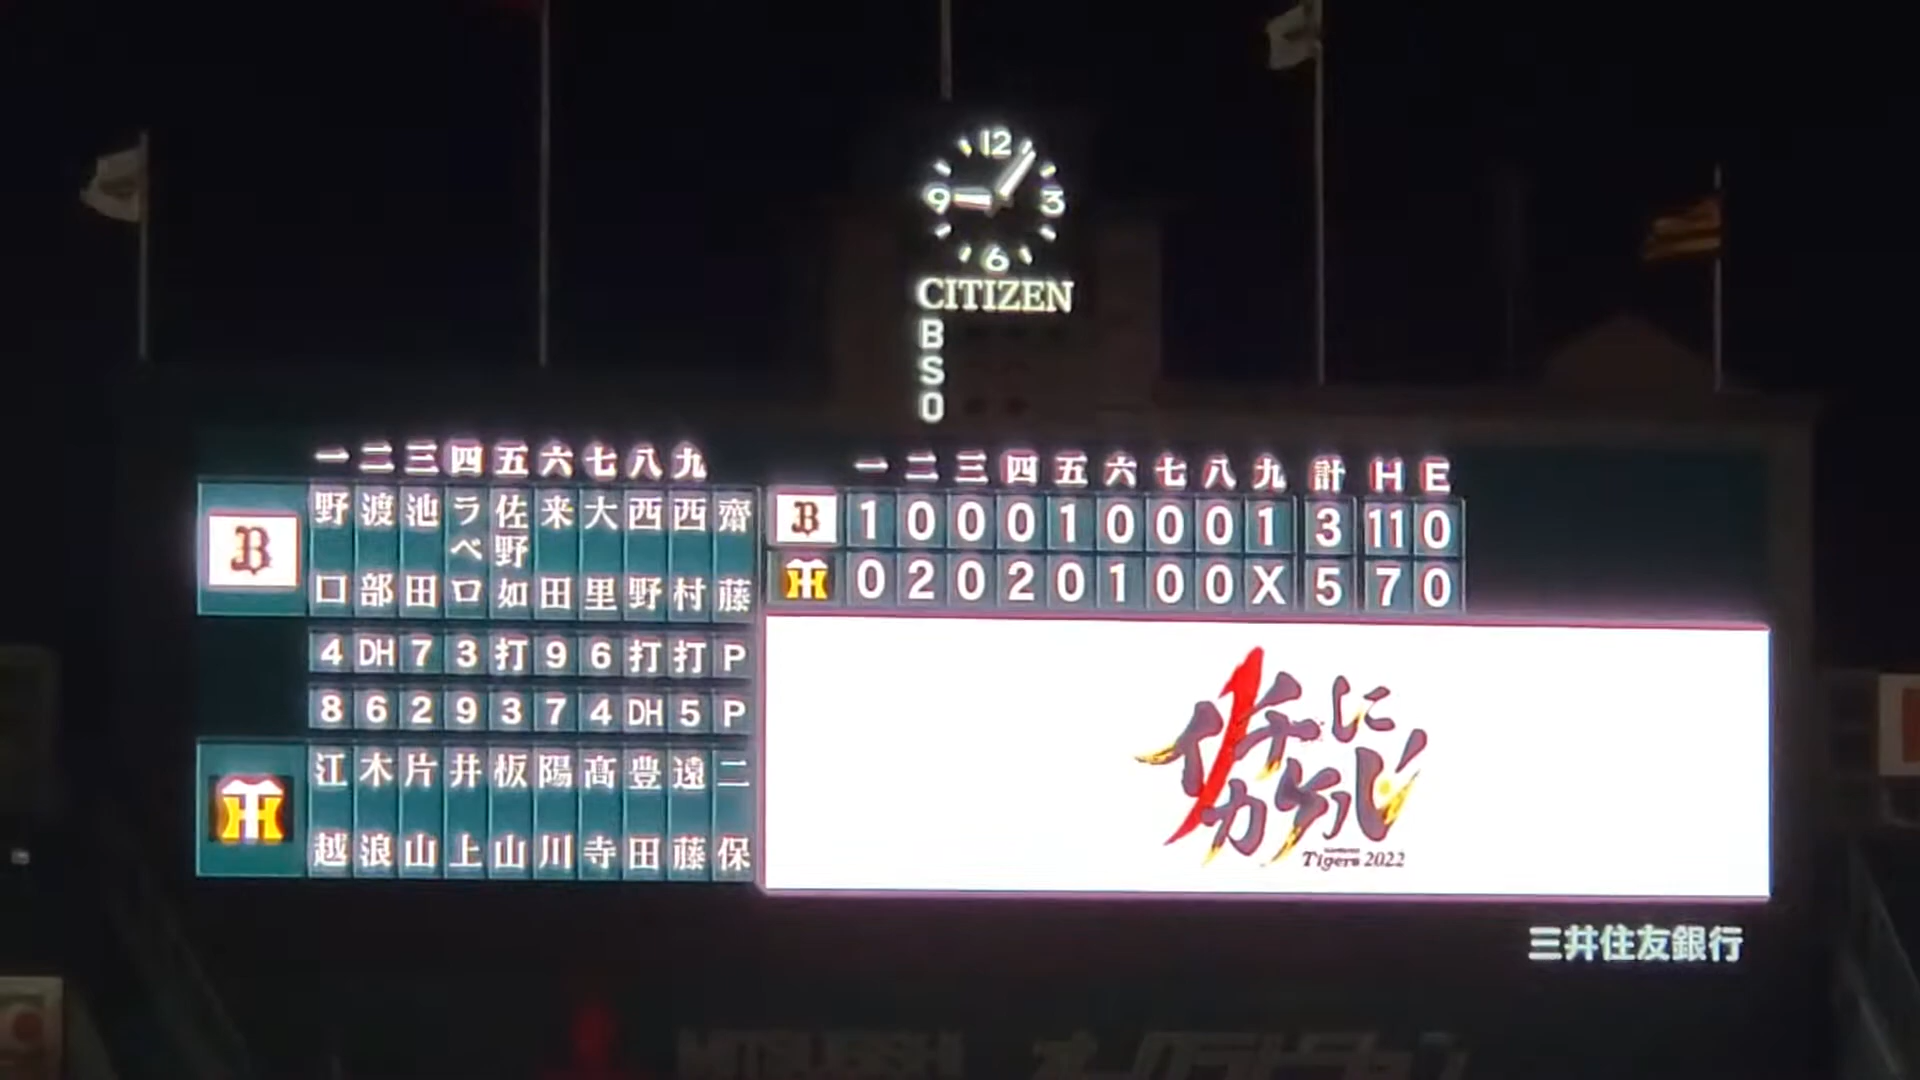 12
9 3
6
CITIZEN
B
S
O
一 二 三 四 五 六 七 八 九
野口 渡部 池田 ラベロ 佐野如 来田 大里 西野 西村 齋藤
4 DH 7 3 打 9 6 打 打 P
8 6 2 9 3 7 4 DH 5 P
江越 木浪 片山 井上 板山 陽川 髙寺 豊田 遠藤 二保
一 二 三 四 五 六 七 八 九 計 H E
B 1 0 0 0 1 0 0 0 1 3 11 0
0 2 0 2 0 1 0 0 X 5 7 0
イチにカケル
Tigers 2022
三井住友銀行
MITSUBISHI